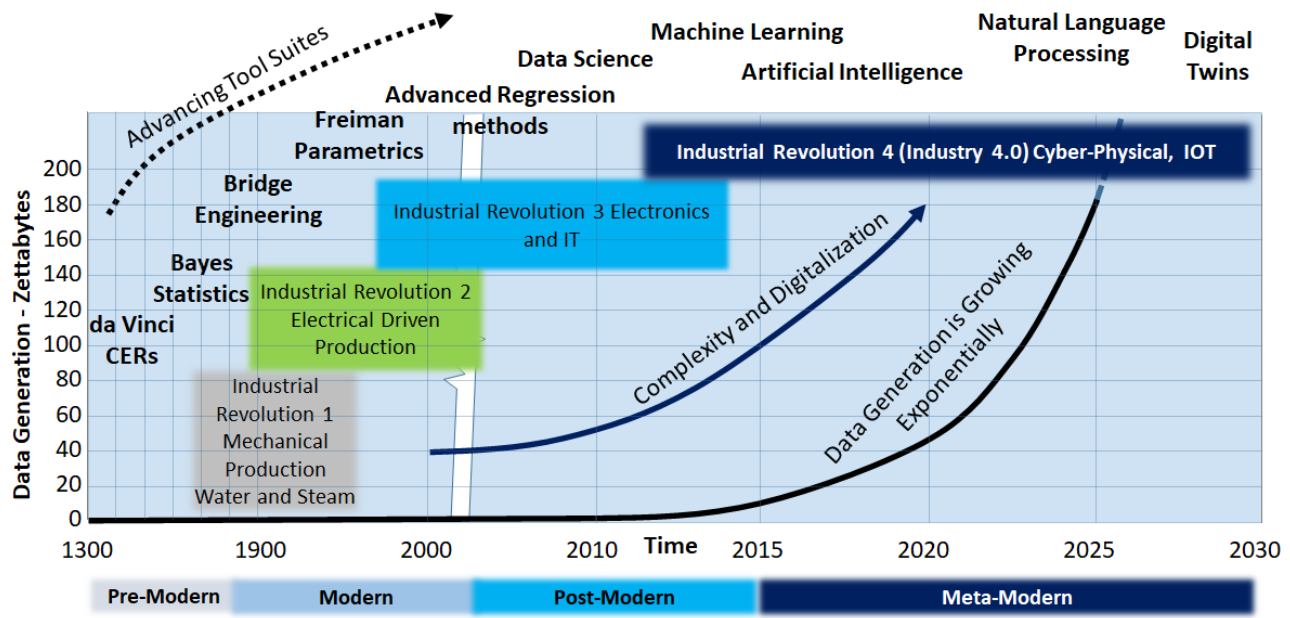 Advancing Tool Suites
Machine Learning
Natural Language
Processing
Digital
Twins
Data Science
Artificial Intelligence
Advanced Regression
methods
Freiman
Parametrics
Bridge
Engineering
Bayes
Statistics
da Vinci
CERs
Industrial Revolution 4 (Industry 4.0) Cyber-Physical, IOT
Industrial Revolution 3 Electronics
and IT
Industrial Revolution 2
Electrical Driven
Production
Industrial
Revolution 1
Mechanical
Production
Water and Steam
Complexity and Digitalization
Data Generation is Growing
Exponentially
Data Generation - Zettabytes
200
180
160
140
120
100
80
60
40
20
0
1300
1900
2000
2010
Time
2015
2020
2025
2030
Pre-Modern
Modern
Post-Modern
Meta-Modern